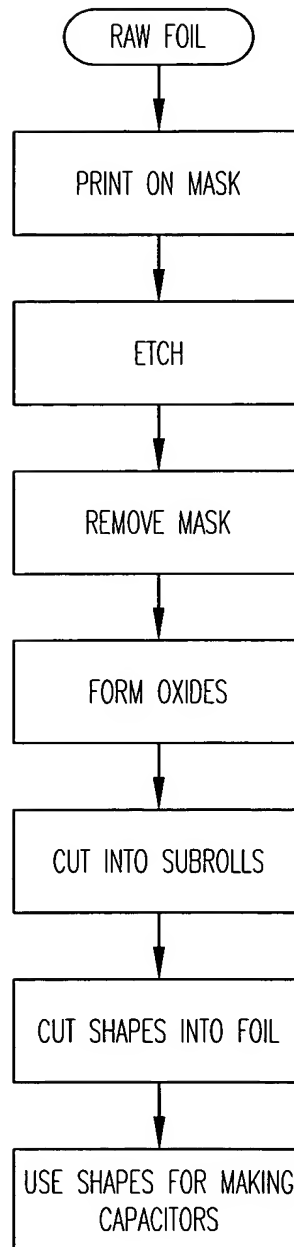 RAW FOIL
PRINT ON MASK
ETCH
REMOVE MASK
FORM OXIDES
CUT INTO SUBROLLS
CUT SHAPES INTO FOIL
USE SHAPES FOR MAKING
CAPACITORS